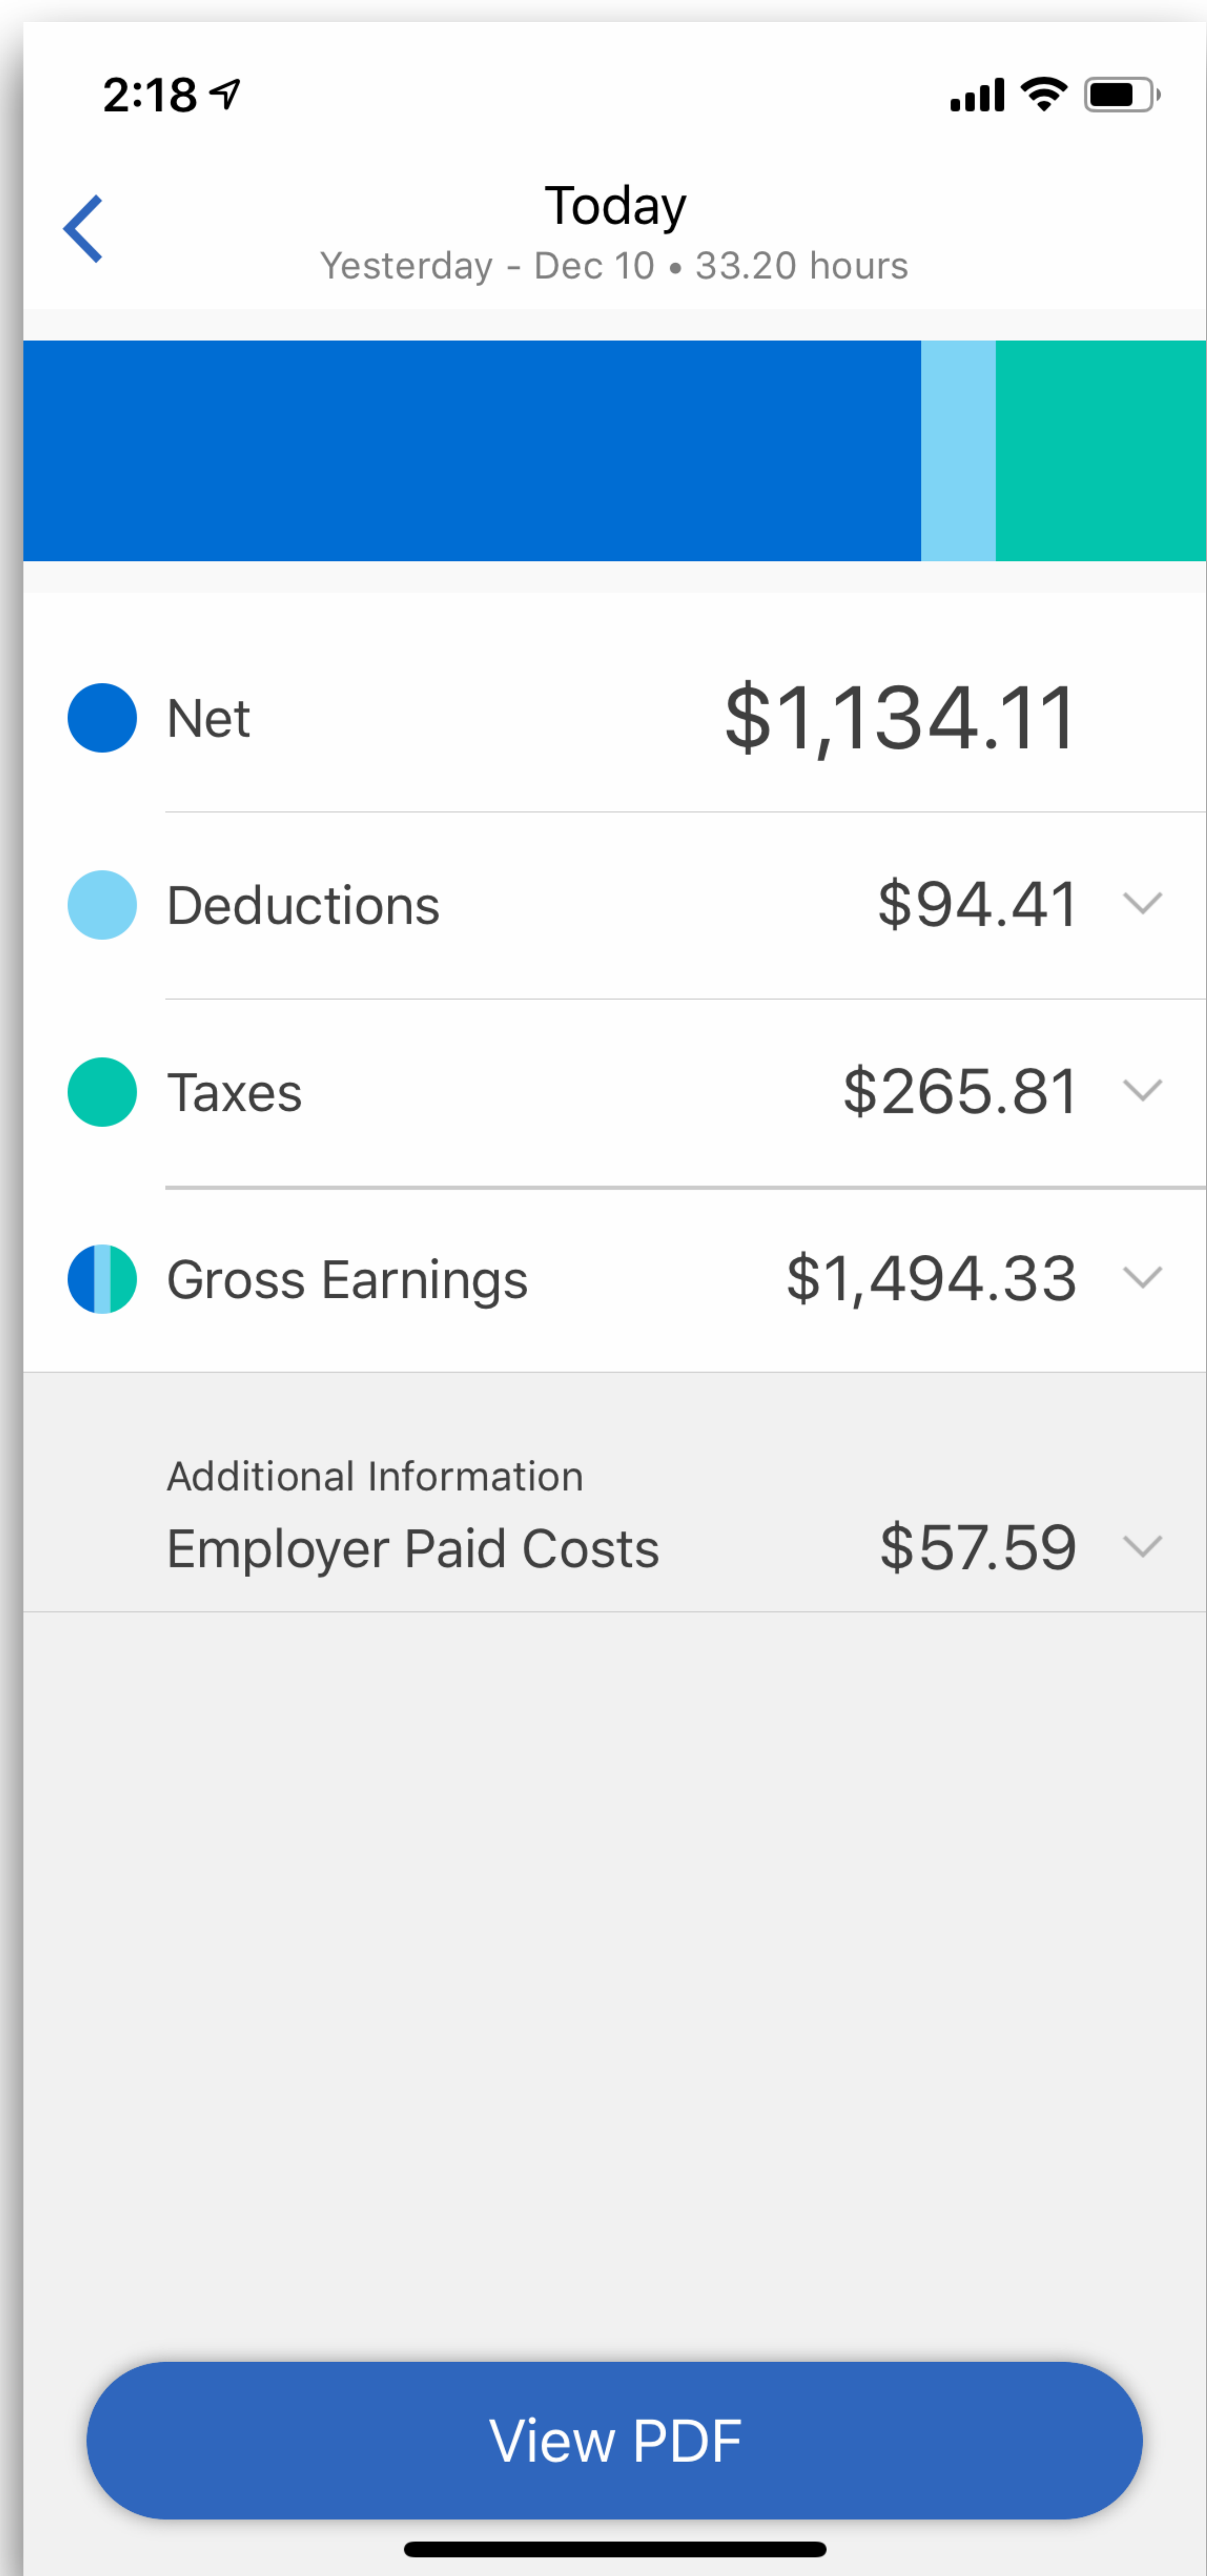 2:18
Today
Yesterday - Dec 10 • 33.20 hours
Net $1,134.11
Deductions $94.41
Taxes $265.81
Gross Earnings $1,494.33
Additional Information
Employer Paid Costs $57.59
View PDF